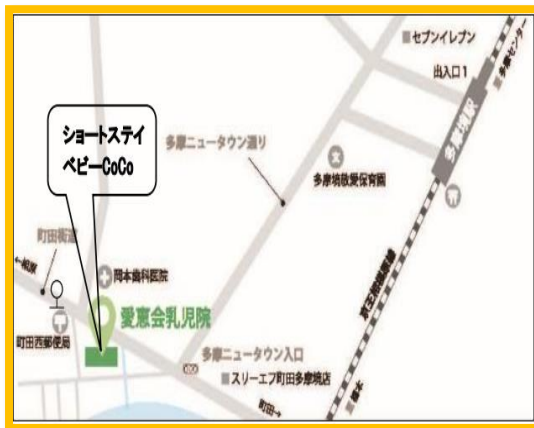 セブンイレブン
出入口1
多摩センター
多摩境駅
ショートステイ
ベビーCoCo
多摩ニュータウン通り
多摩境敬愛保育園
町田街道
←相原
岡本歯科医院
愛恵会乳児院
京王相模原線
町田西郵便局
多摩ニュータウン入口
スリーエフ町田多摩境店
町田→
橋本